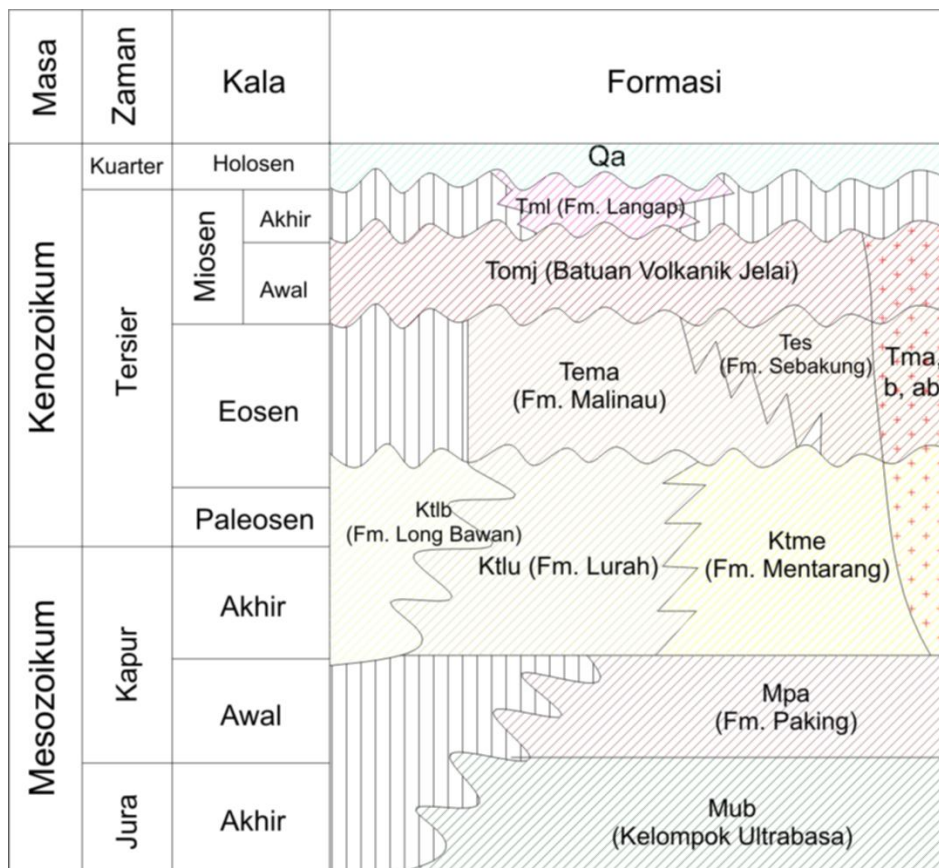 Masa
Zaman
Kala
Formasi
Kenozoikum
Mesozoikum
Kuarter
Tersier
Kapur
Jura
Holosen
Miosen
Akhir
Awal
Eosen
Paleosen
Akhir
Awal
Akhir
Qa
Tml (Fm. Langap)
Tomj (Batuan Volkanik Jelai)
Tema
(Fm. Malinau)
Tes
(Fm. Sebakung)
Tma,
b, ab
Ktlb
(Fm. Long Bawan)
Ktlu (Fm. Lurah)
Ktme
(Fm. Mentarang)
Mpa
(Fm. Paking)
Mub
(Kelompok Ultrabasa)